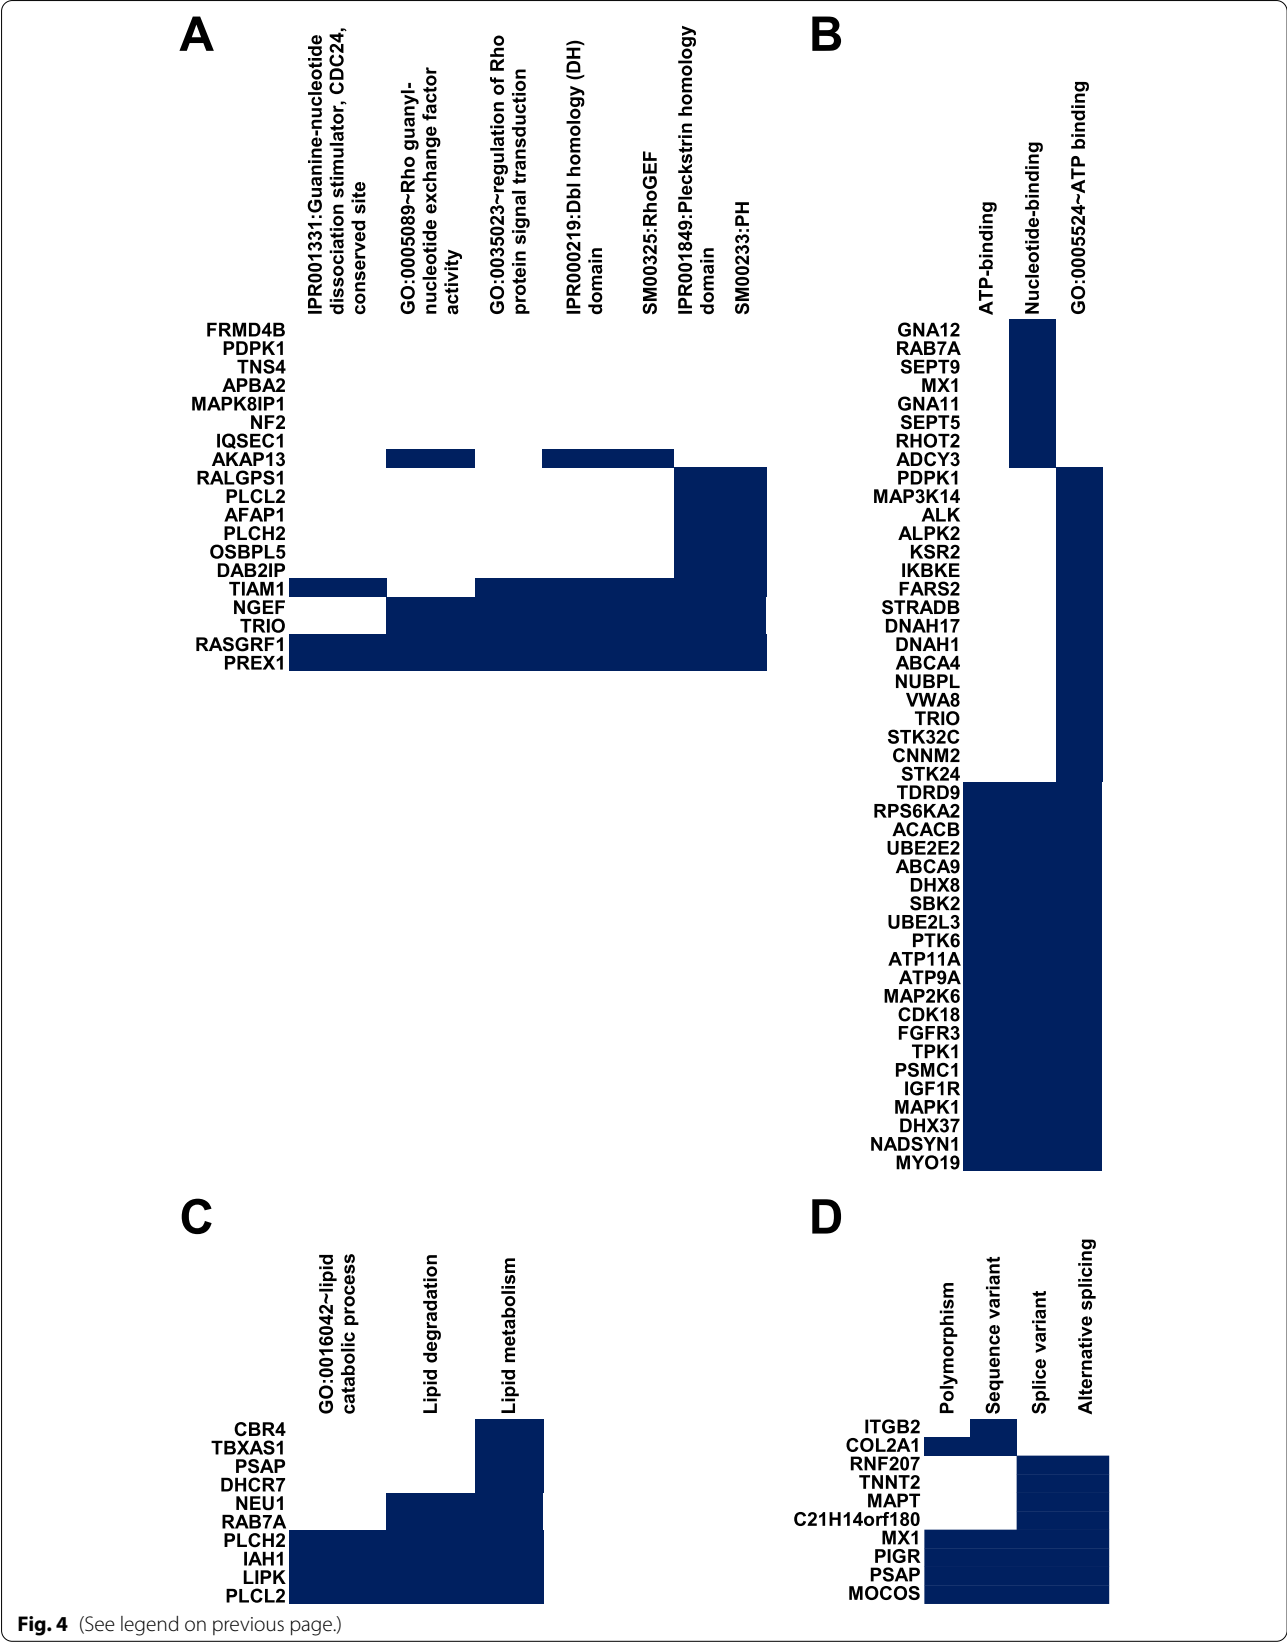 A
IPR001331:Guanine-nucleotide
dissociation stimulator, CDC24,
conserved site
GO:0005089~Rho guanyl-
nucleotide exchange factor
activity
GO:0035023~regulation of Rho
protein signal transduction
IPR000219:Dbl homology (DH)
domain
SM00325:RhoGEF
IPR001849:Pleckstrin homology
domain
SM00233:PH
FRMD4B
PDPK1
TNS4
APBA2
MAPK8IP1
NF2
IQSEC1
AKAP13
RALGPS1
PLCL2
AFAP1
PLCH2
OSBPL5
DAB2IP
TIAM1
NGEF
TRIO
RASGRF1
PREX1
B
ATP-binding
Nucleotide-binding
GO:0005524~ATP binding
GNA12
RAB7A
SEPT9
MX1
GNA11
SEPT5
RHOT2
ADCY3
PDPK1
MAP3K14
ALK
ALPK2
KSR2
IKBKE
FARS2
STRADB
DNAH17
DNAH1
ABCA4
NUBPL
VWA8
TRIO
STK32C
CNNM2
STK24
TDRD9
RPS6KA2
ACACB
UBE2E2
ABCA9
DHX8
SBK2
UBE2L3
PTK6
ATP11A
ATP9A
MAP2K6
CDK18
FGFR3
TPK1
PSMC1
IGF1R
MAPK1
DHX37
NADSYN1
MYO19
C
GO:0016042~lipid
catabolic process
Lipid degradation
Lipid metabolism
CBR4
TBXAS1
PSAP
DHCR7
NEU1
RAB7A
PLCH2
IAH1
LIPK
PLCL2
D
Polymorphism
Sequence variant
Splice variant
Alternative splicing
ITGB2
COL2A1
RNF207
TNNT2
MAPT
C21H14orf180
MX1
PIGR
PSAP
MOCOS
Fig. 4 (See legend on previous page.)